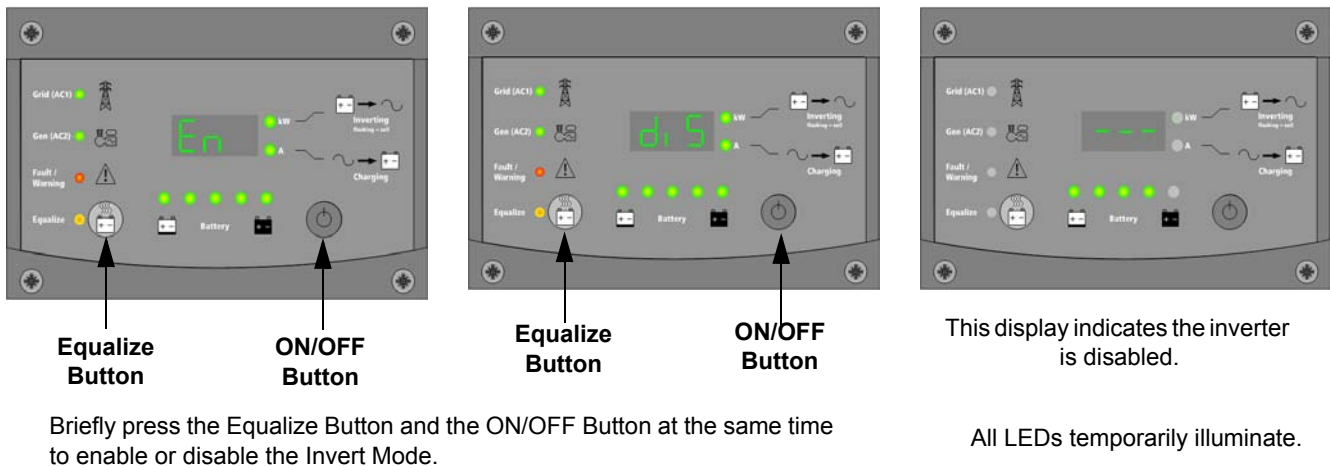 Grid (AC1)
Gen (AC2)
Fault /
Warning
Equalize
En
kW
A
Inverting
flashing = sell
Charging
Battery
Equalize
Button
ON/OFF
Button
Grid (AC1)
Gen (AC2)
Fault /
Warning
Equalize
diS
kW
A
Inverting
flashing = sell
Charging
Battery
Equalize
Button
ON/OFF
Button
Briefly press the Equalize Button and the ON/OFF Button at the same time
to enable or disable the Invert Mode.
Grid (AC1)
Gen (AC2)
Fault /
Warning
Equalize
---
kW
A
Inverting
flashing = sell
Charging
Battery
This display indicates the inverter
is disabled.
All LEDs temporarily illuminate.